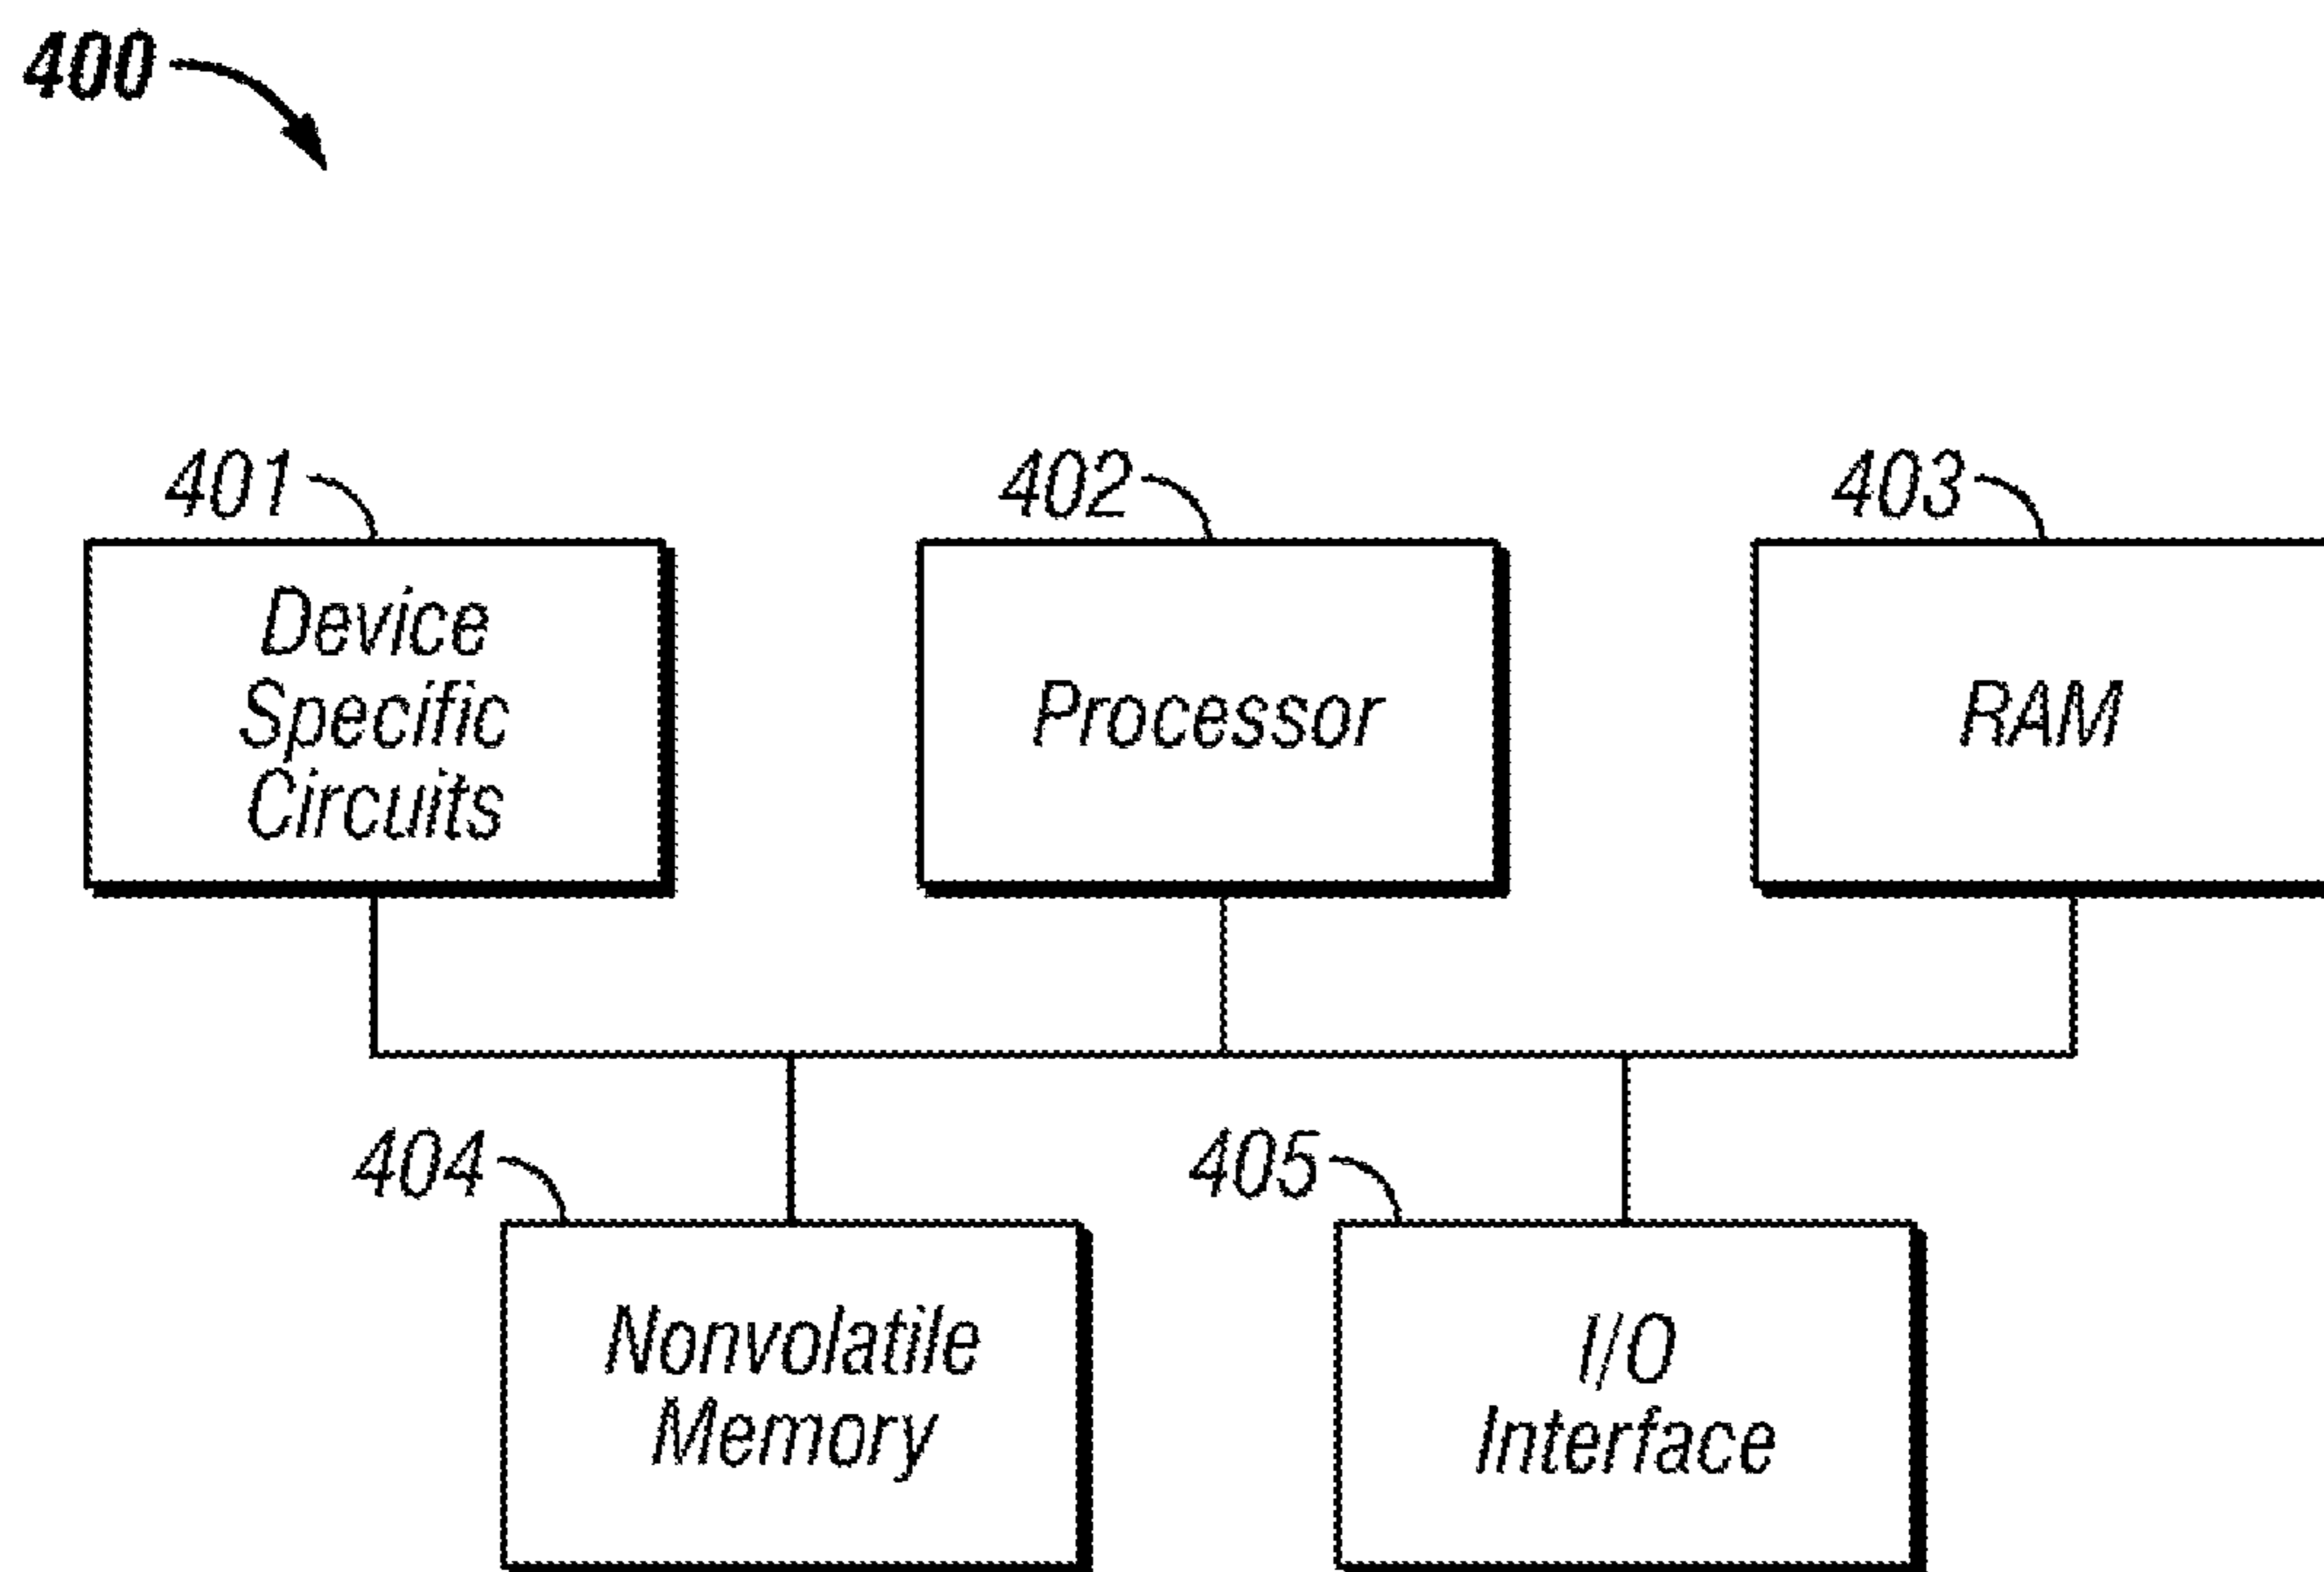 400
401
402
403
Device
Specific
Circuits
Processor
RAM
404
405
Nonvolatile
Memory
I/O
Interface